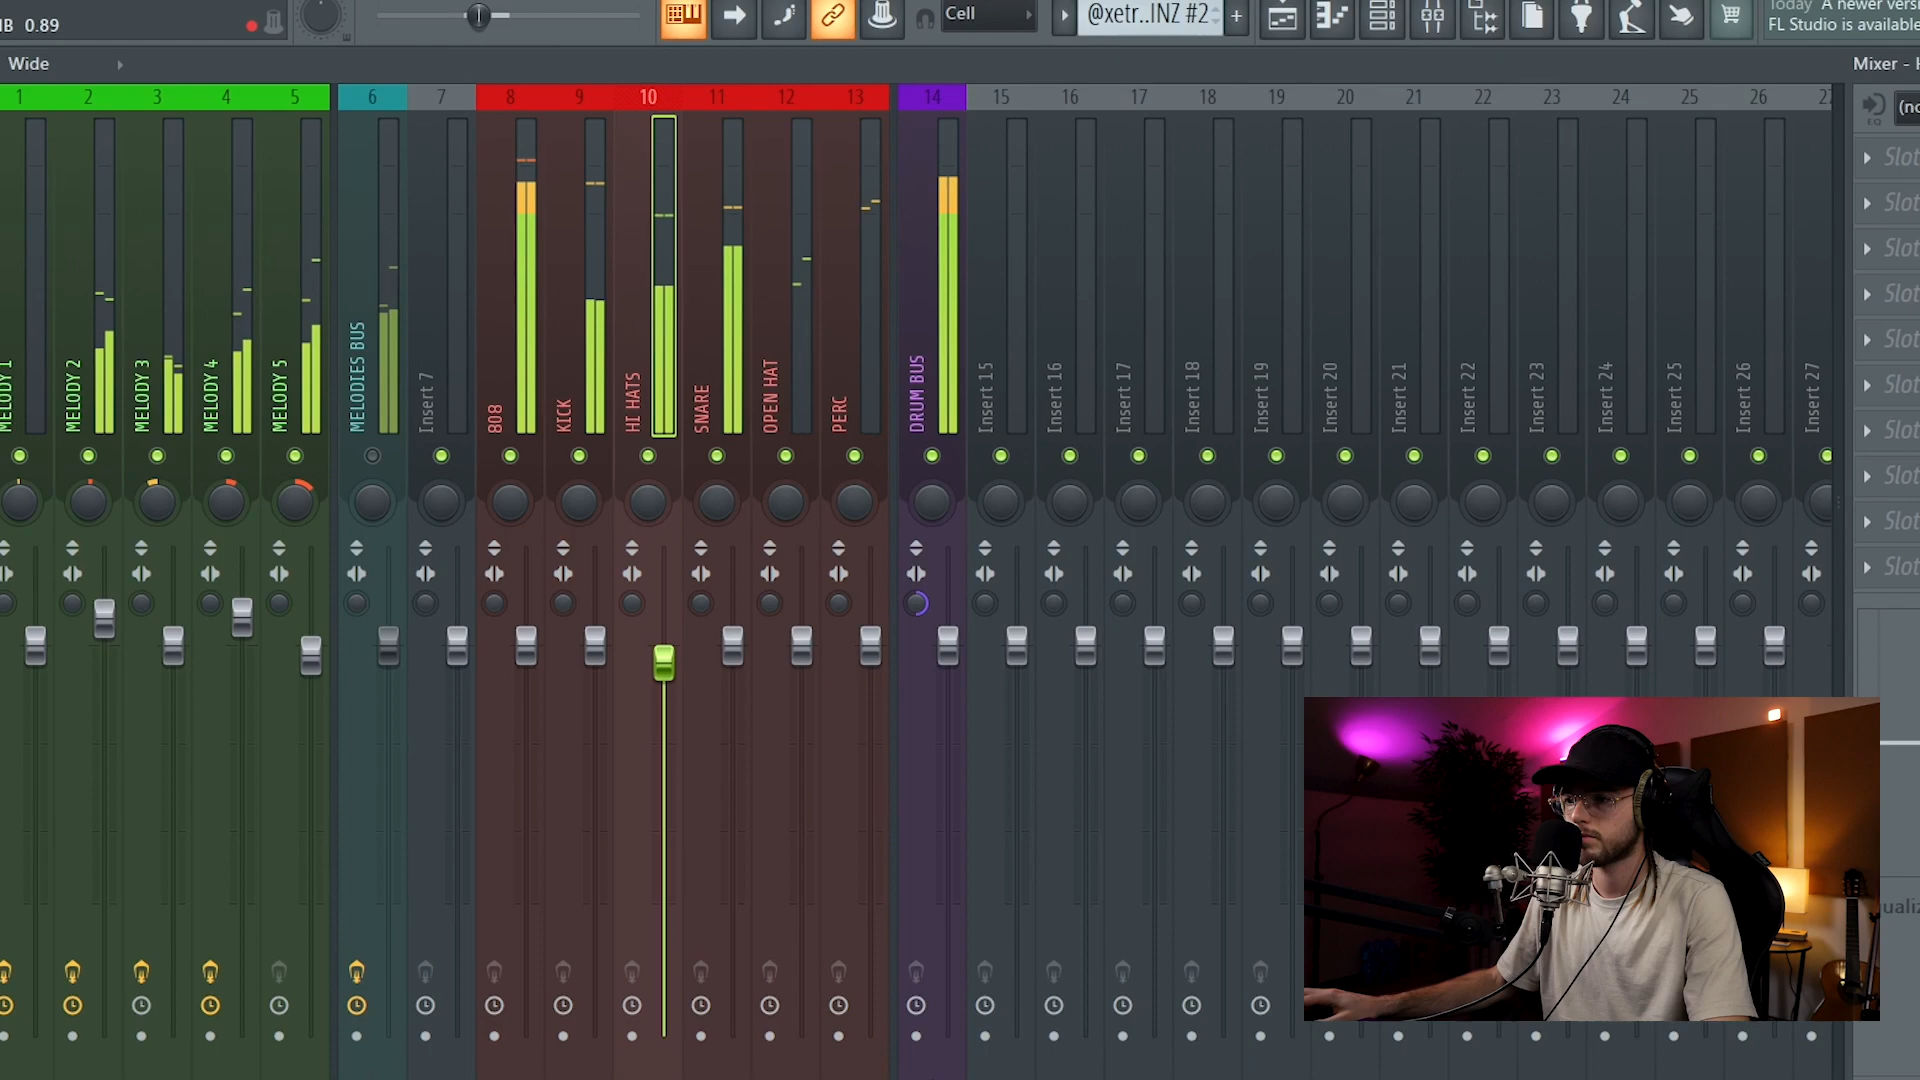 IB 0.89
Cell
@xetr..INZ #2
+
Today A newer versi
FL Studio is available
Wide
Mixer - H
1 2 3 4 5 6 7 8 9 10 11 12 13 14 15 16 17 18 19 20 21 22 23 24 25 26 27
EQ
(no
Slot
Slot
Slot
Slot
Slot
Slot
Slot
Slot
Slot
Slot
MELODY 1
MELODY 2
MELODY 3
MELODY 4
MELODY 5
MELODIES BUS
Insert 7
808
KICK
HI HATS
SNARE
OPEN HAT
PERC
DRUM BUS
Insert 15
Insert 16
Insert 17
Insert 18
Insert 19
Insert 20
Insert 21
Insert 22
Insert 23
Insert 24
Insert 25
Insert 26
Insert 27
ualiz